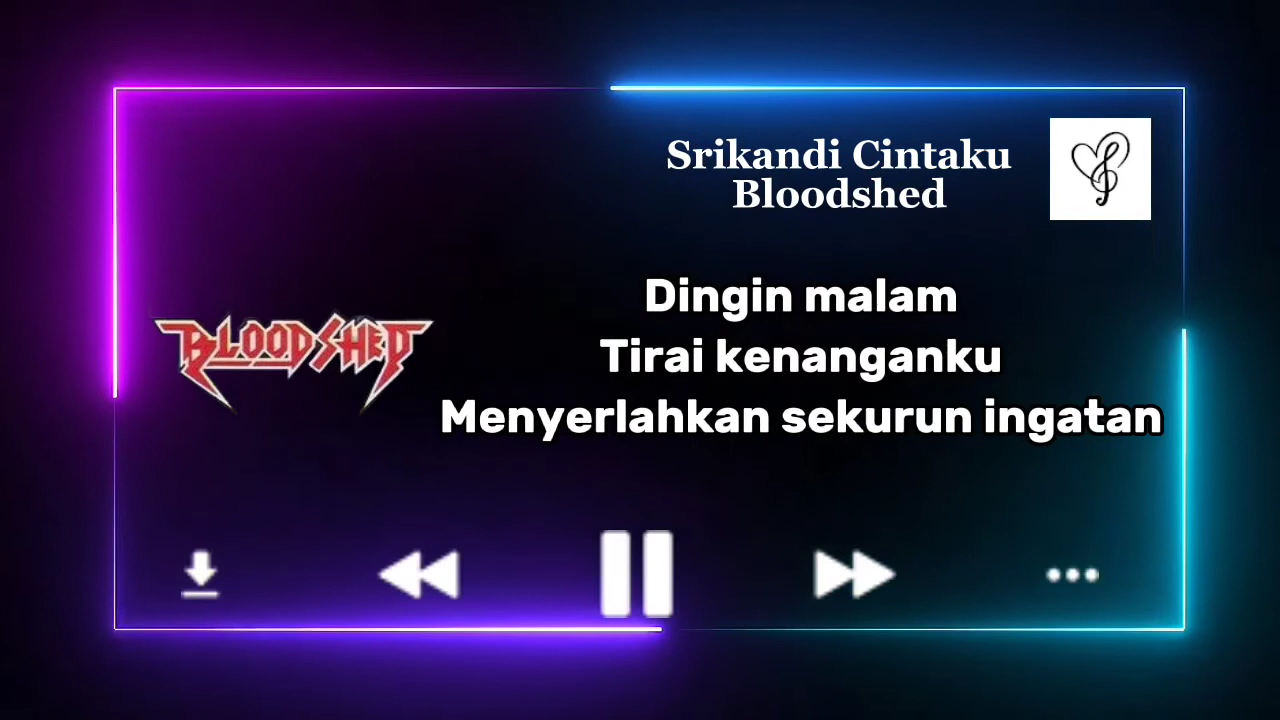 Srikandi Cintaku
Bloodshed
BLOODSHED
Dingin malam
Tirai kenanganku
Menyerlahkan sekurun ingatan